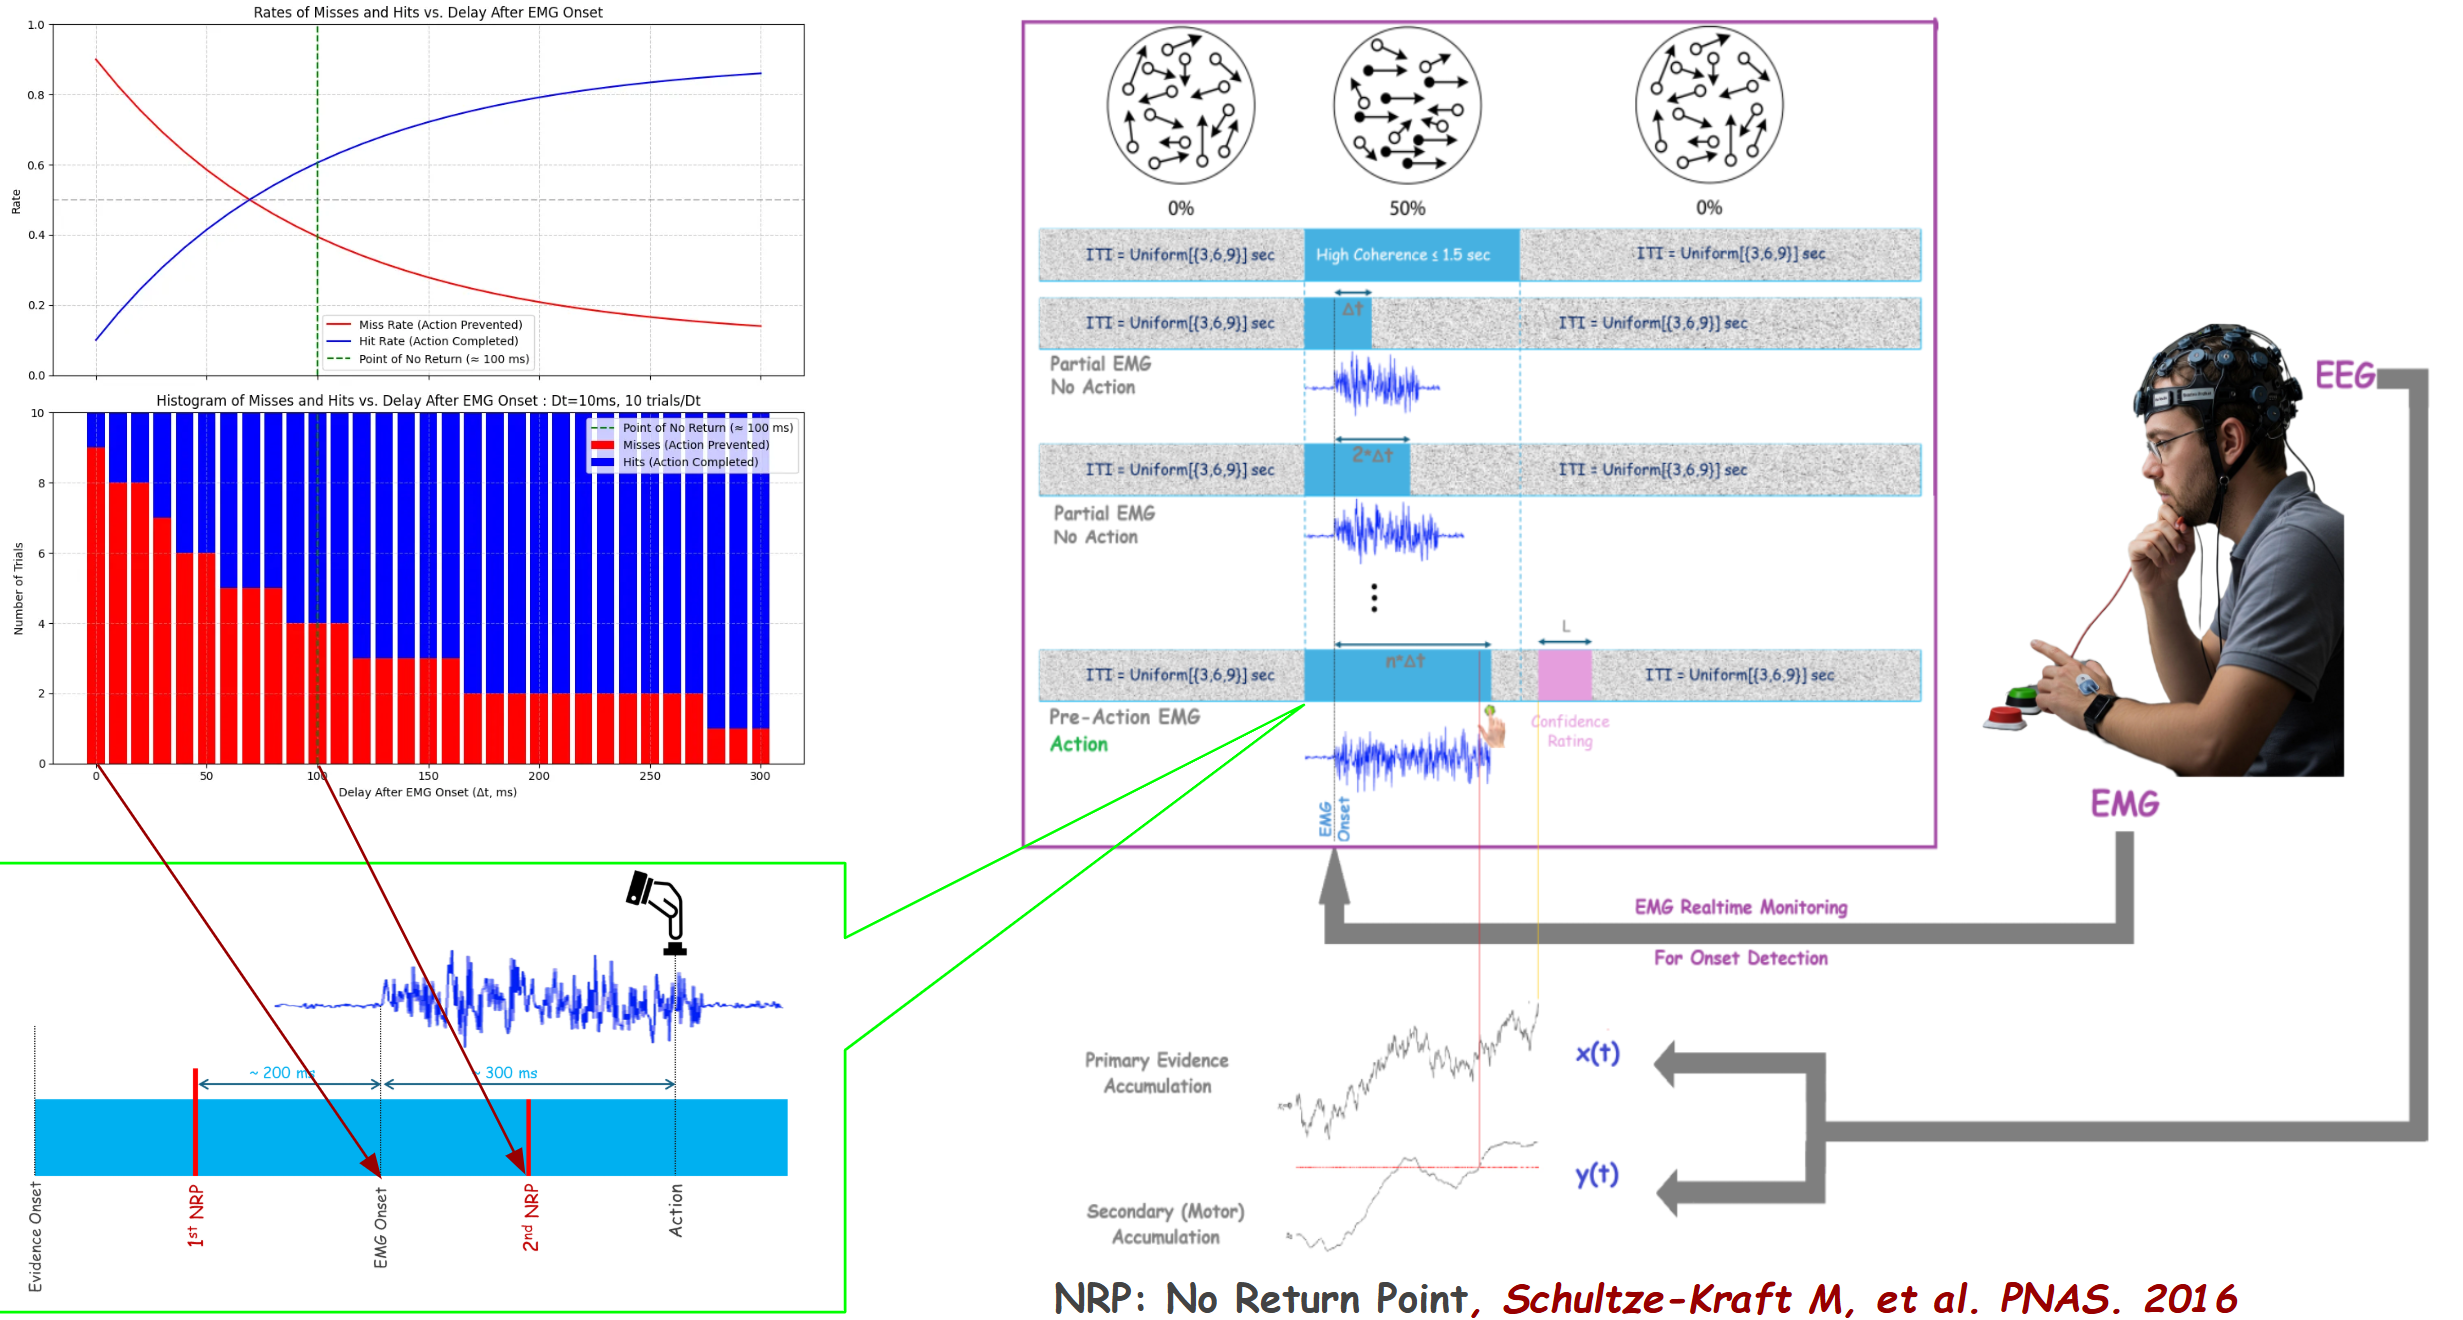 Rates of Misses and Hits vs. Delay After EMG Onset
1.0
0.8
0.6
0.4
0.2
0.0
Rate
Miss Rate (Action Prevented)
Hit Rate (Action Completed)
Point of No Return (≈ 100 ms)
Histogram of Misses and Hits vs. Delay After EMG Onset : Dt=10ms, 10 trials/Dt
10
8
6
4
2
0
Number of Trials
Point of No Return (≈ 100 ms)
Misses (Action Prevented)
Hits (Action Completed)
0 50 100 150 200 250 300
Delay After EMG Onset (Δt, ms)
~ 200 ms
~ 300 ms
Evidence Onset
1st NRP
EMG Onset
2nd NRP
Action
0% 50% 0%
ITI = Uniform[{3,6,9}] sec High Coherence ≤ 1.5 sec ITI = Uniform[{3,6,9}] sec
Δt
ITI = Uniform[{3,6,9}] sec ITI = Uniform[{3,6,9}] sec
Partial EMG
No Action
2*Δt
ITI = Uniform[{3,6,9}] sec ITI = Uniform[{3,6,9}] sec
Partial EMG
No Action
L
n*Δt
ITI = Uniform[{3,6,9}] sec ITI = Uniform[{3,6,9}] sec
Pre-Action EMG
Action
Confidence
Rating
EMG
Onset
EEG
EMG
EMG Realtime Monitoring
For Onset Detection
Primary Evidence
Accumulation
x(t)
y(t)
Secondary (Motor)
Accumulation
NRP: No Return Point, Schultze-Kraft M, et al. PNAS. 2016